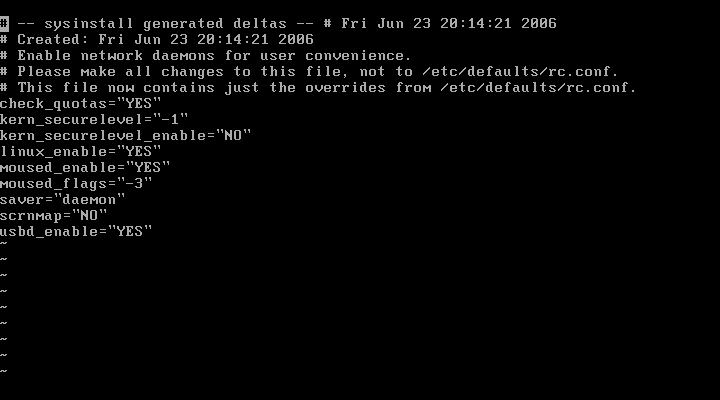 # -- sysinstall generated deltas -- # Fri Jun 23 20:14:21 2006
# Created: Fri Jun 23 20:14:21 2006
# Enable network daemons for user convenience.
# Please make all changes to this file, not to /etc/defaults/rc.conf.
# This file now contains just the overrides from /etc/defaults/rc.conf.
check_quotas="YES"
kern_securelevel="-1"
kern_securelevel_enable="NO"
linux_enable="YES"
moused_enable="YES"
moused_flags="-3"
saver="daemon"
scrnmap="NO"
usbd_enable="YES"
~
~
~
~
~
~
~
~
~